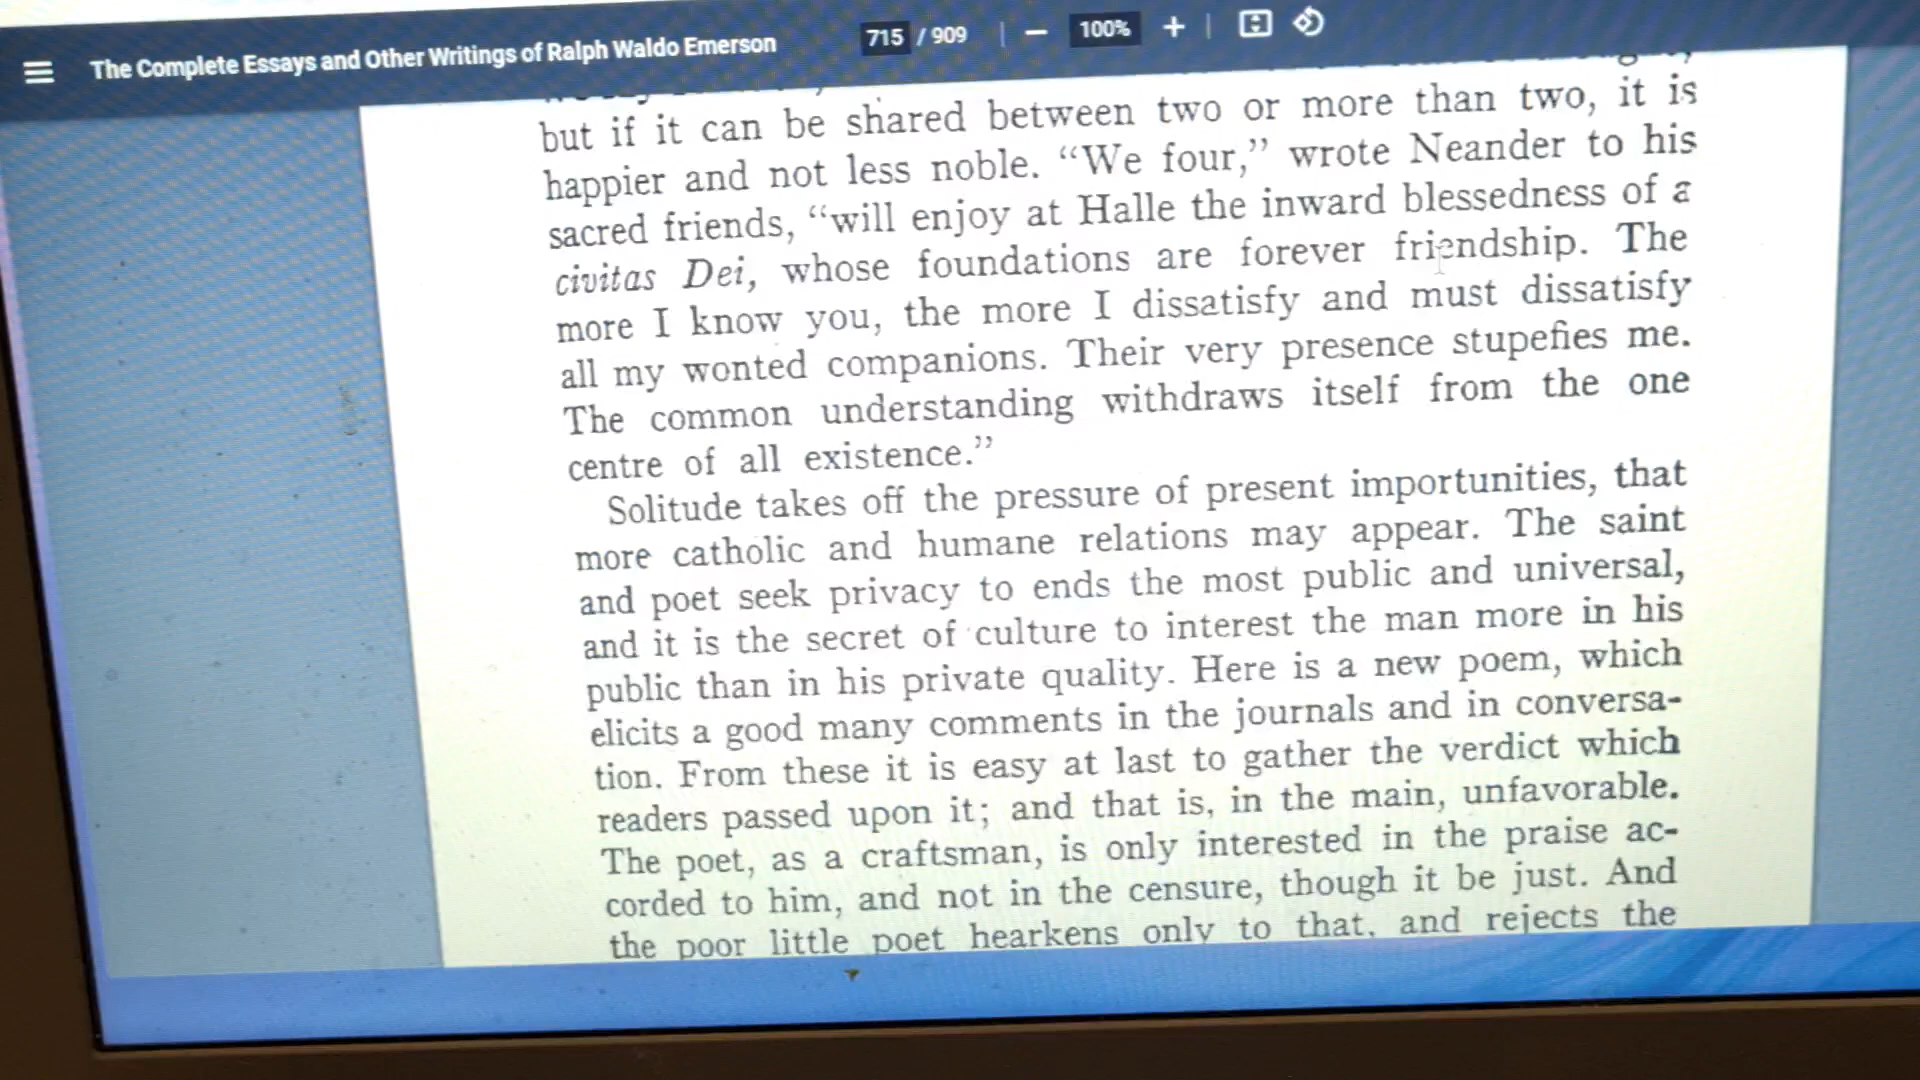 The Complete Essays and Other Writings of Ralph Waldo Emerson
715 / 909
100%
but if it can be shared between two or more than two, it is
happier and not less noble. “We four,” wrote Neander to his
sacred friends, “will enjoy at Halle the inward blessedness of a
civitas Dei, whose foundations are forever friendship. The
more I know you, the more I dissatisfy and must dissatisfy
all my wonted companions. Their very presence stupefies me.
The common understanding withdraws itself from the one
centre of all existence.”
Solitude takes off the pressure of present importunities, that
more catholic and humane relations may appear. The saint
and poet seek privacy to ends the most public and universal,
and it is the secret of culture to interest the man more in his
public than in his private quality. Here is a new poem, which
elicits a good many comments in the journals and in conversa-
tion. From these it is easy at last to gather the verdict which
readers passed upon it; and that is, in the main, unfavorable.
The poet, as a craftsman, is only interested in the praise ac-
corded to him, and not in the censure, though it be just. And
the poor little poet hearkens only to that, and rejects the